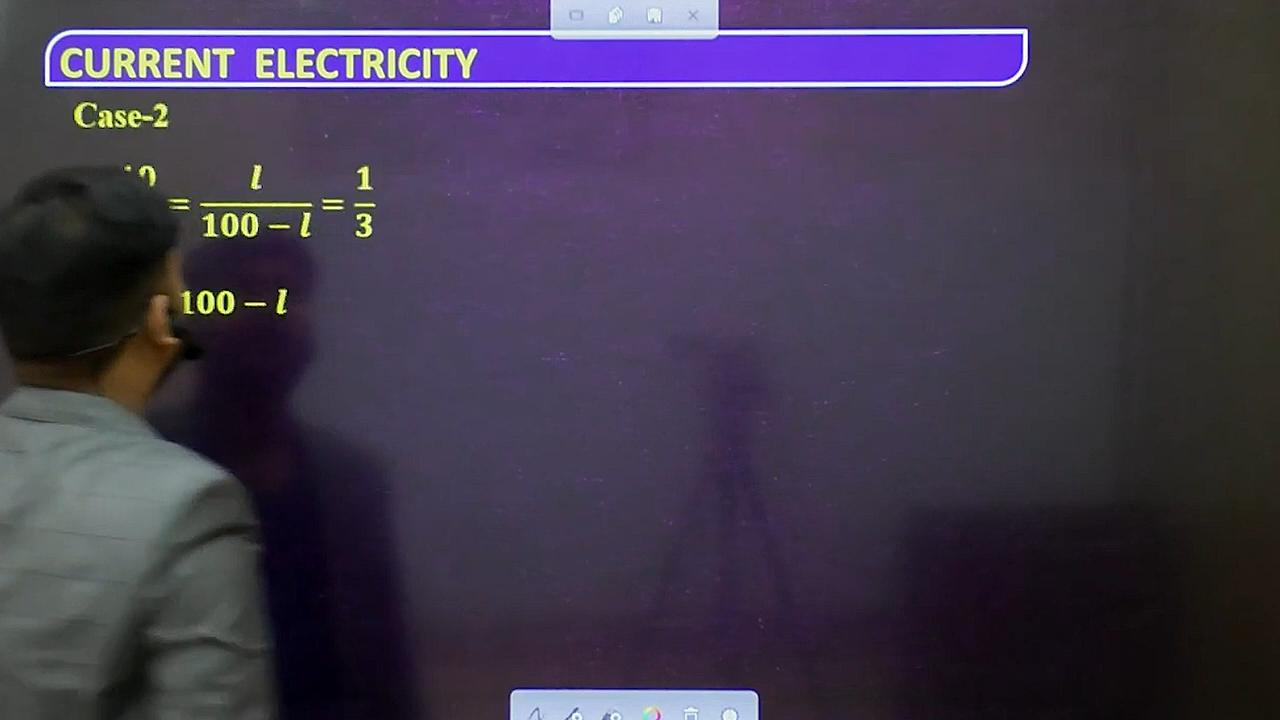 CURRENT ELECTRICITY
Case-2
= l / 100 − l = 1 / 3
100 − l